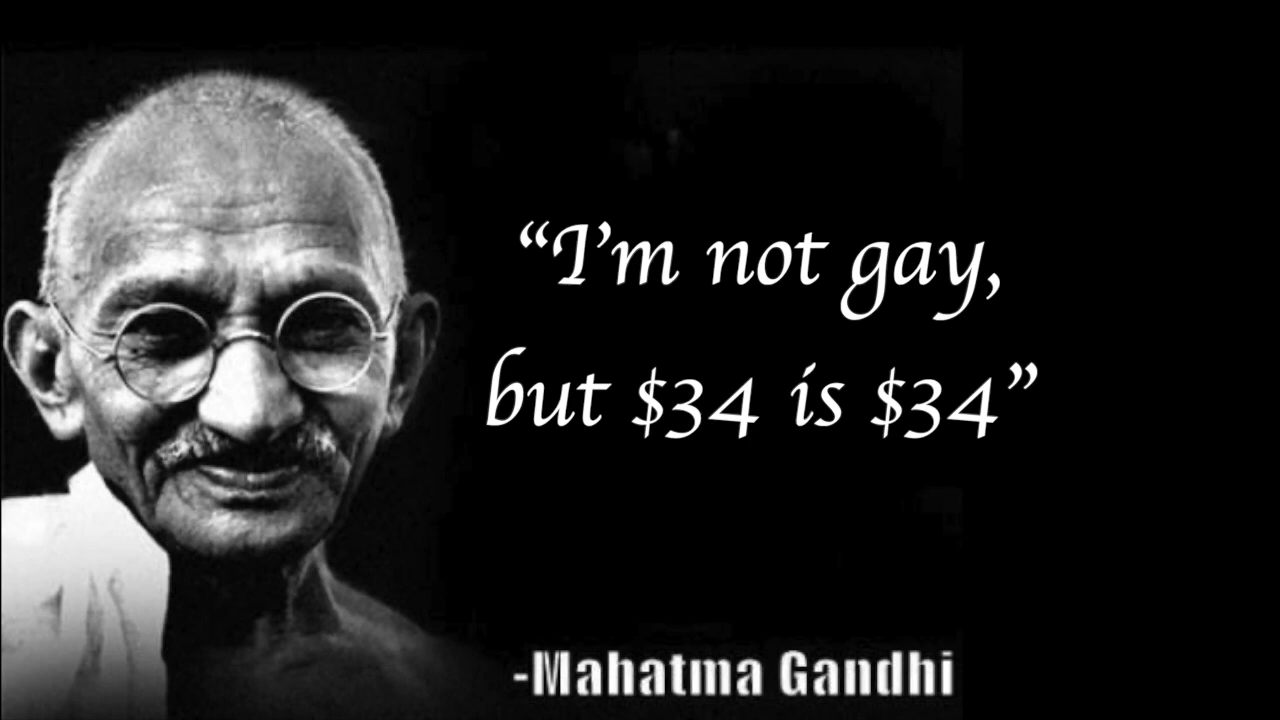 “I’m not gay,
but $34 is $34”
-Mahatma Gandhi